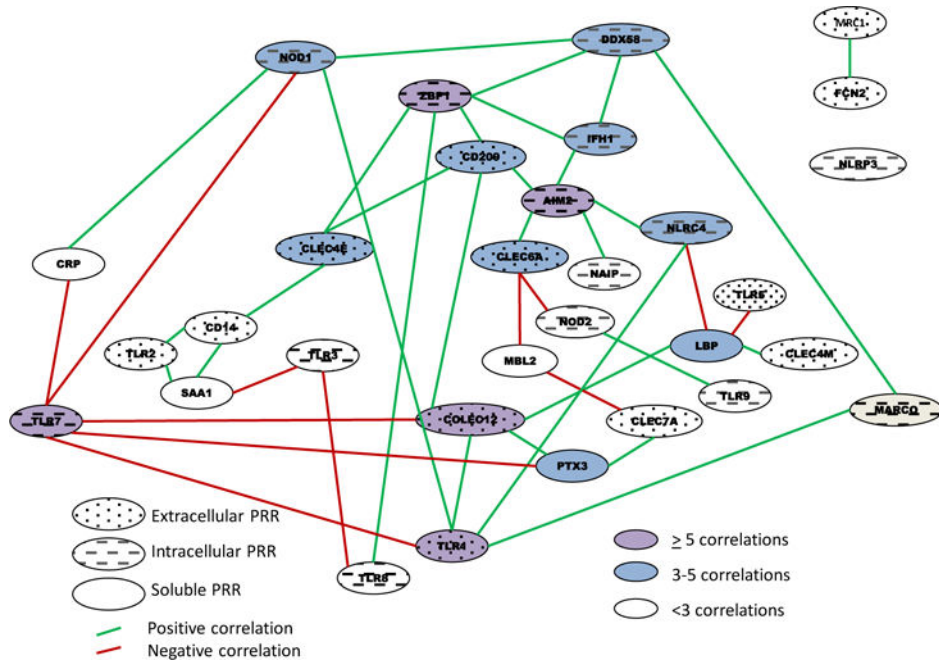 MRC1
DDX58
NOD1
ZBP1
FCN2
IFH1
CD209
NLRP3
AIM2
NLRC4
CLEC4E
CLEC6A
CRP
NAIP
TLR5
NOD2
CD14
LBP
TLR2
TLR3
MBL2
CLEC4M
SAA1
TLR9
MARCO
TLR7
COLEC12
CLEC7A
PTX3
Extracellular PRR
TLR4
≥ 5 correlations
Intracellular PRR
TLR8
3-5 correlations
Soluble PRR
<3 correlations
Positive correlation
Negative correlation